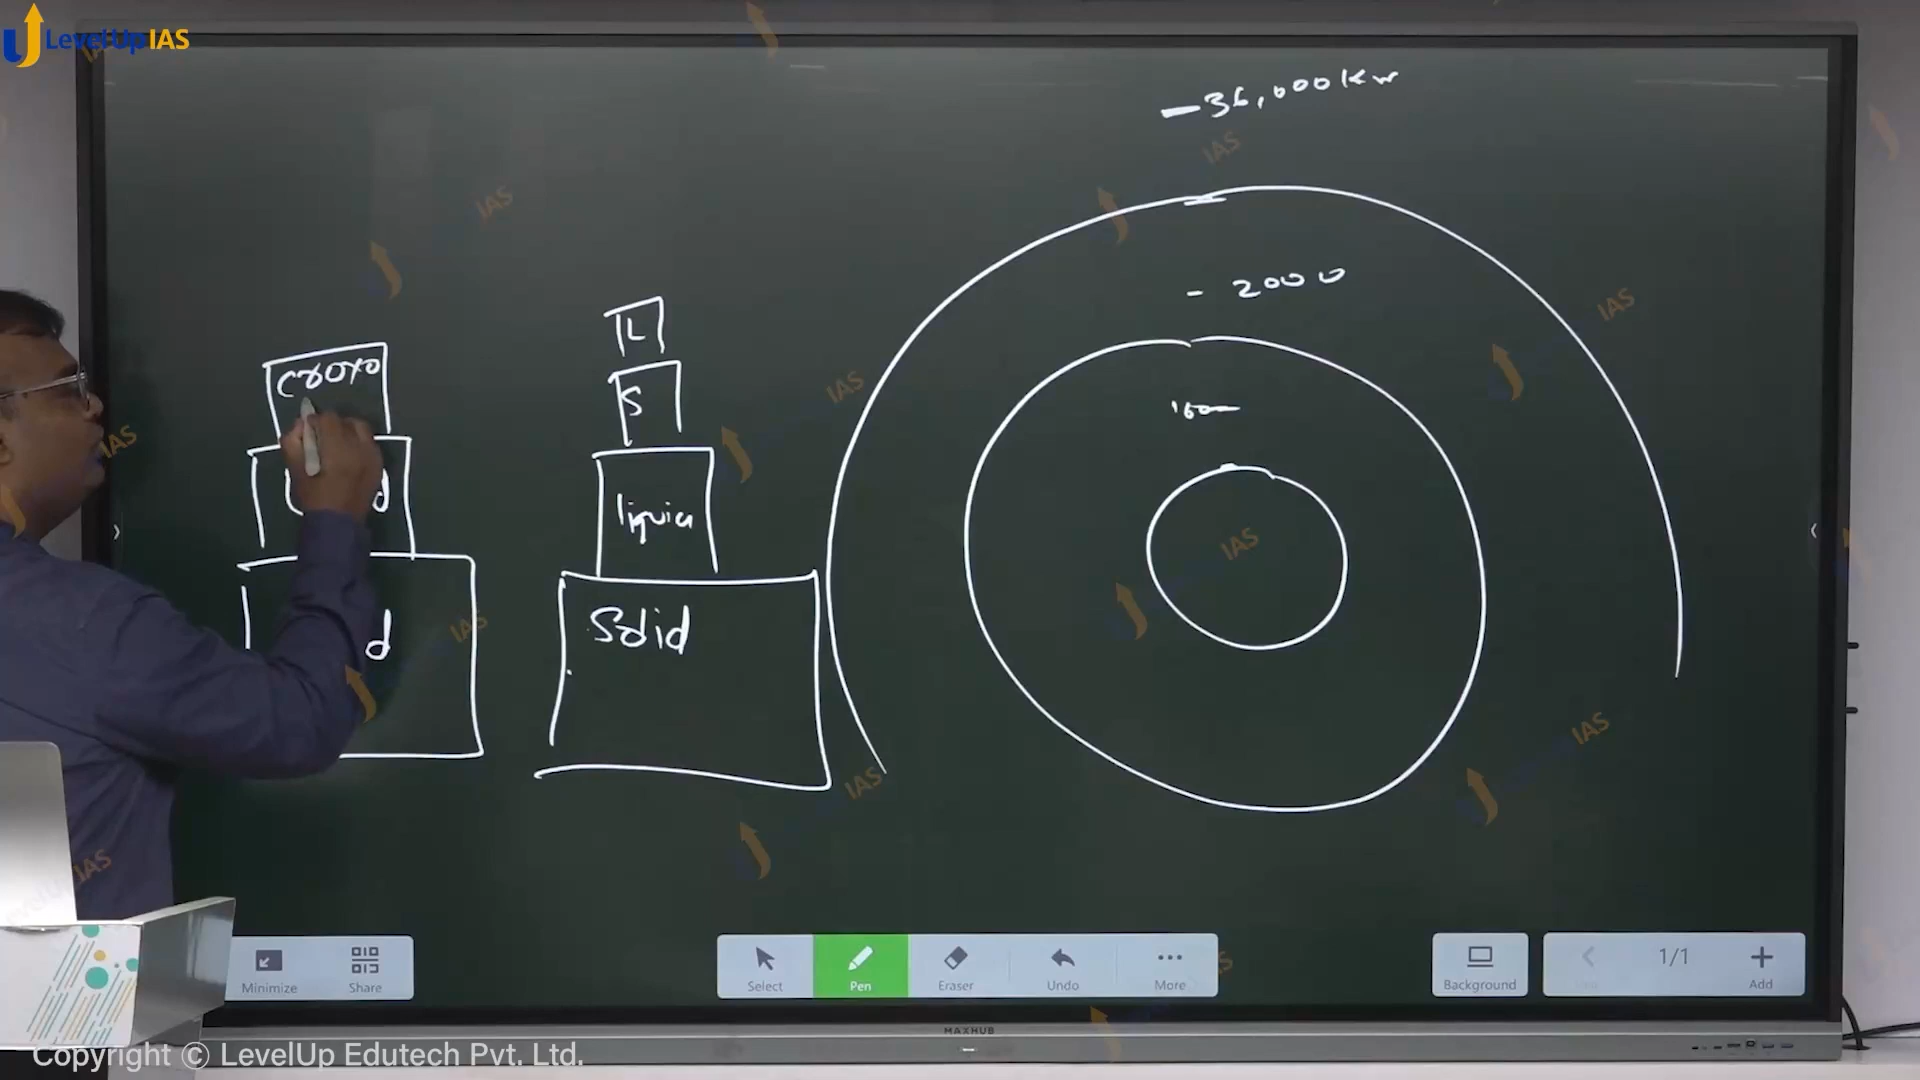 LevelUp IAS
- 36,000 Km
- 2000
L
Croyo
S
liquid
Solid
Minimize
Share
Select
Pen
Eraser
Undo
More
Background
1/1
Add
MAXHUB
Copyright © LevelUp Edutech Pvt. Ltd.